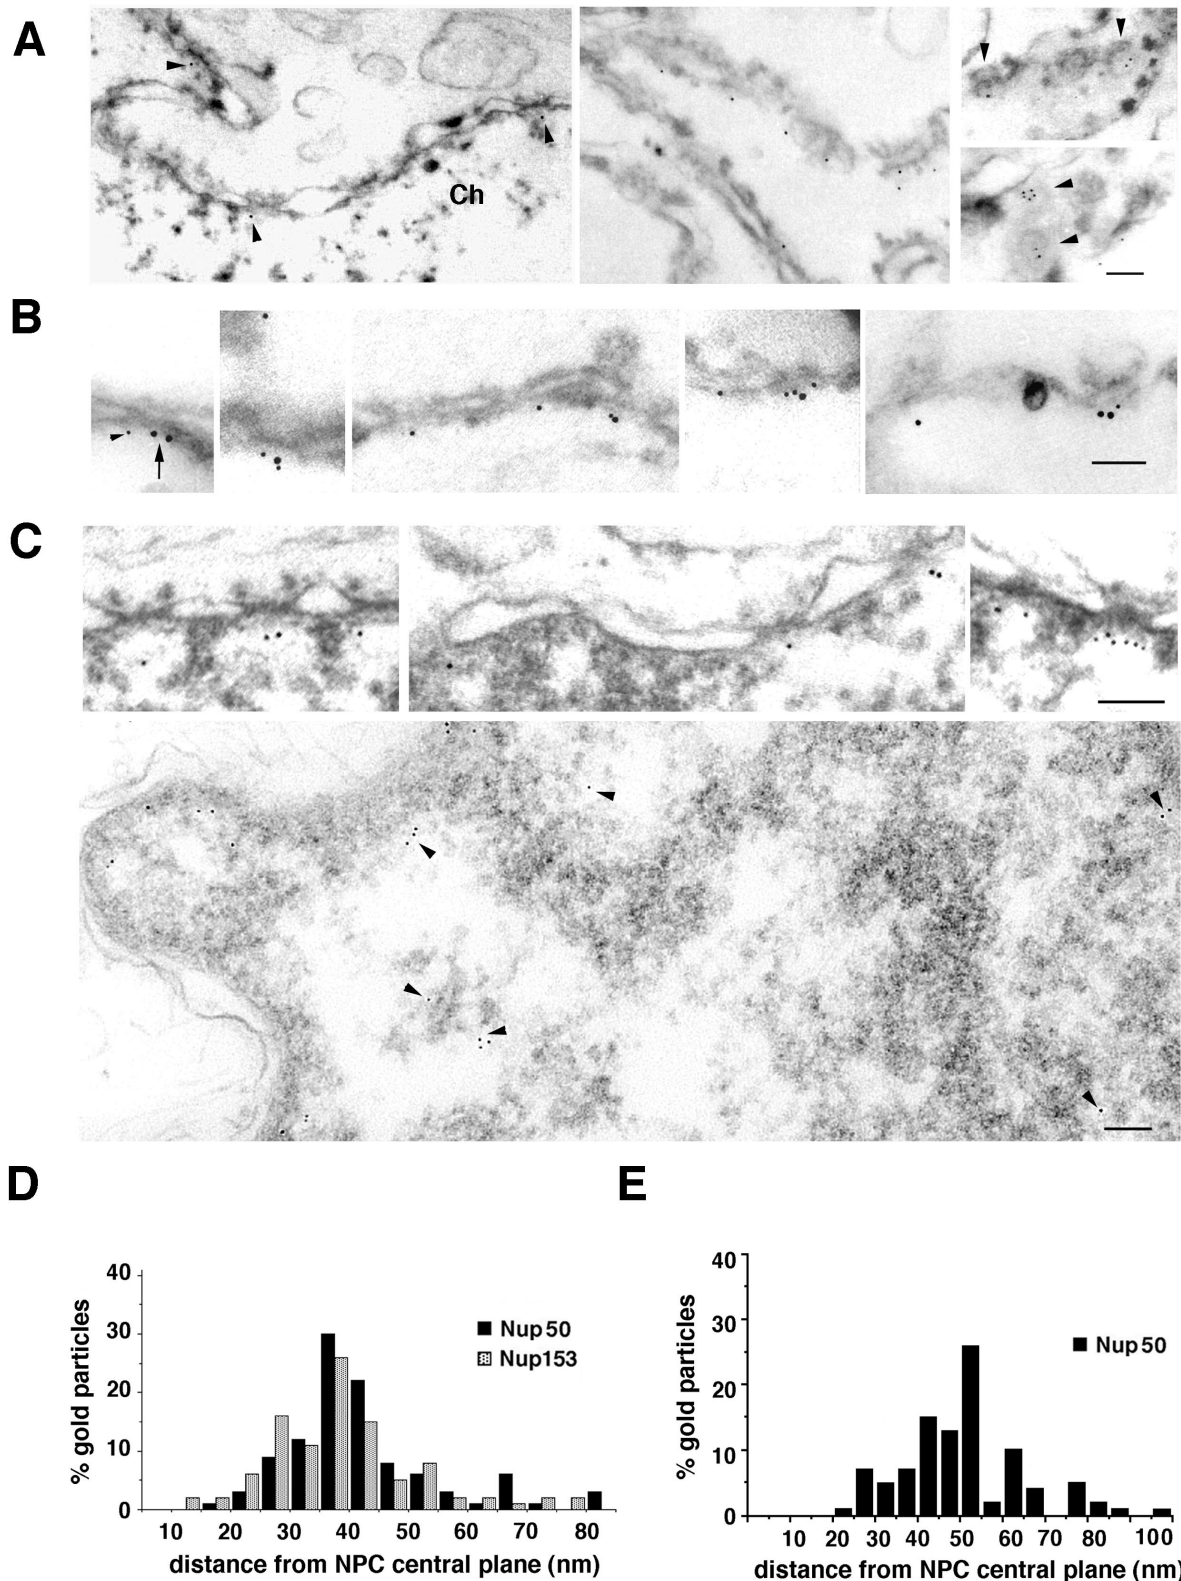 A
Ch
B
C
D
E
40
30
20
10
0
% gold particles
Nup50
Nup153
10 20 30 40 50 60 70 80
distance from NPC central plane (nm)
40
30
20
10
0
% gold particles
Nup50
10 20 30 40 50 60 70 80 100
distance from NPC central plane (nm)